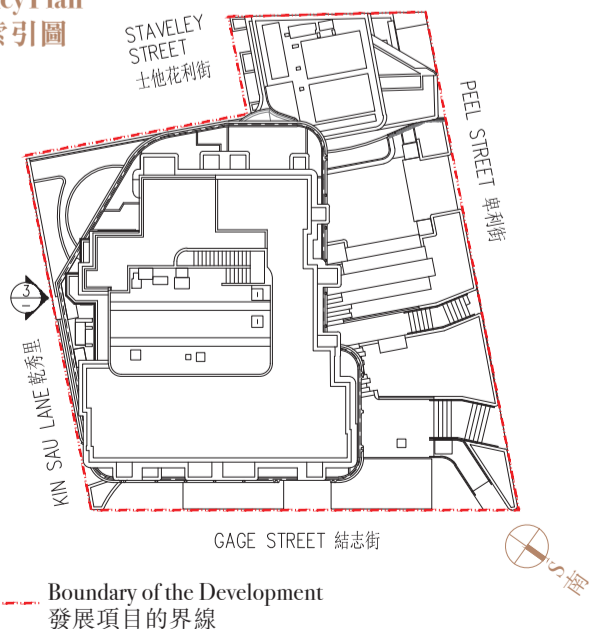 cy Plan
索引圖
STAVELEY
STREET
士他花利街
PEEL STREET 卑利街
3
KIN SAU LANE 乾秀里
GAGE STREET 結志街
S 南
Boundary of the Development
發展項目的界線